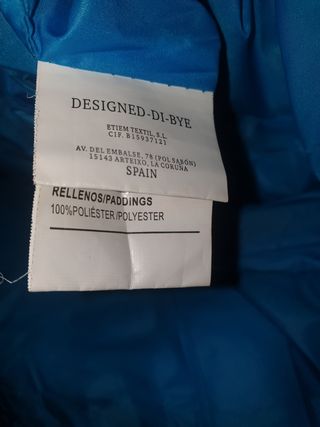 DESIGNED-DI-BYE
ETIEM TEXTIL, S.L.
CIF. B15937121
AV. DEL EMBALSE, 78 (POL SABÓN)
15143 ARTEIXO, LA CORUÑA
SPAIN
RELLENOS/PADDINGS
100%POLIÉSTER/POLYESTER